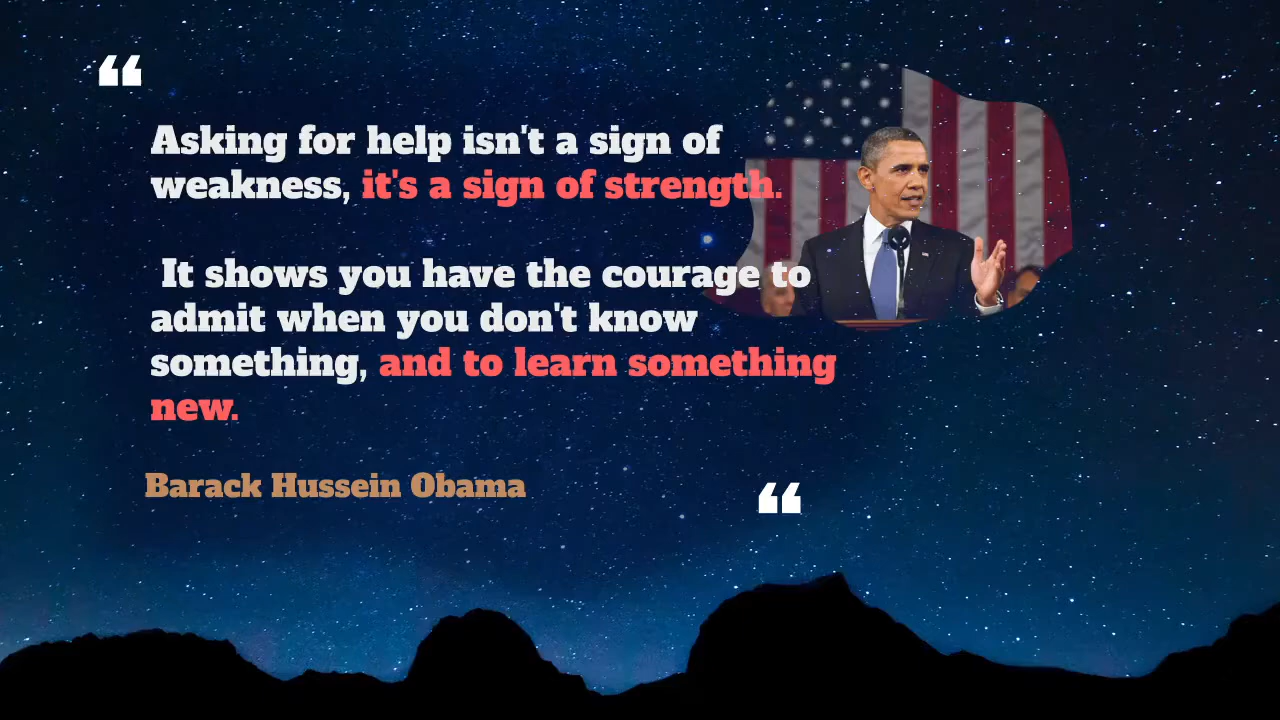 ❝
Asking for help isn't a sign of
weakness, it's a sign of strength.
It shows you have the courage to
admit when you don't know
something, and to learn something
new.
Barack Hussein Obama
❝